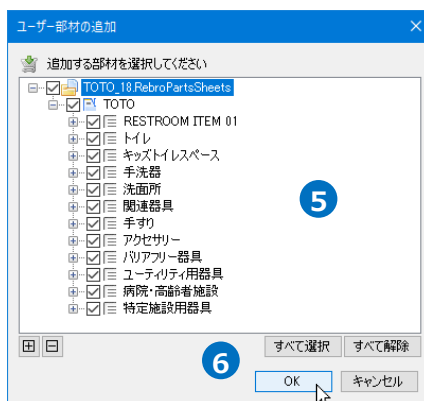 ユーザー部材の追加
追加する部材を選択してください
TOTO_18.RebroPartsSheets
TOTO
RESTROOM ITEM 01
トイレ
キッズトイレスペース
手洗器
洗面所
関連器具
手すり
アクセサリー
バリアフリー器具
ユーティリティ用器具
病院・高齢者施設
特定施設用器具
5
すべて選択 すべて解除
6
OK キャンセル